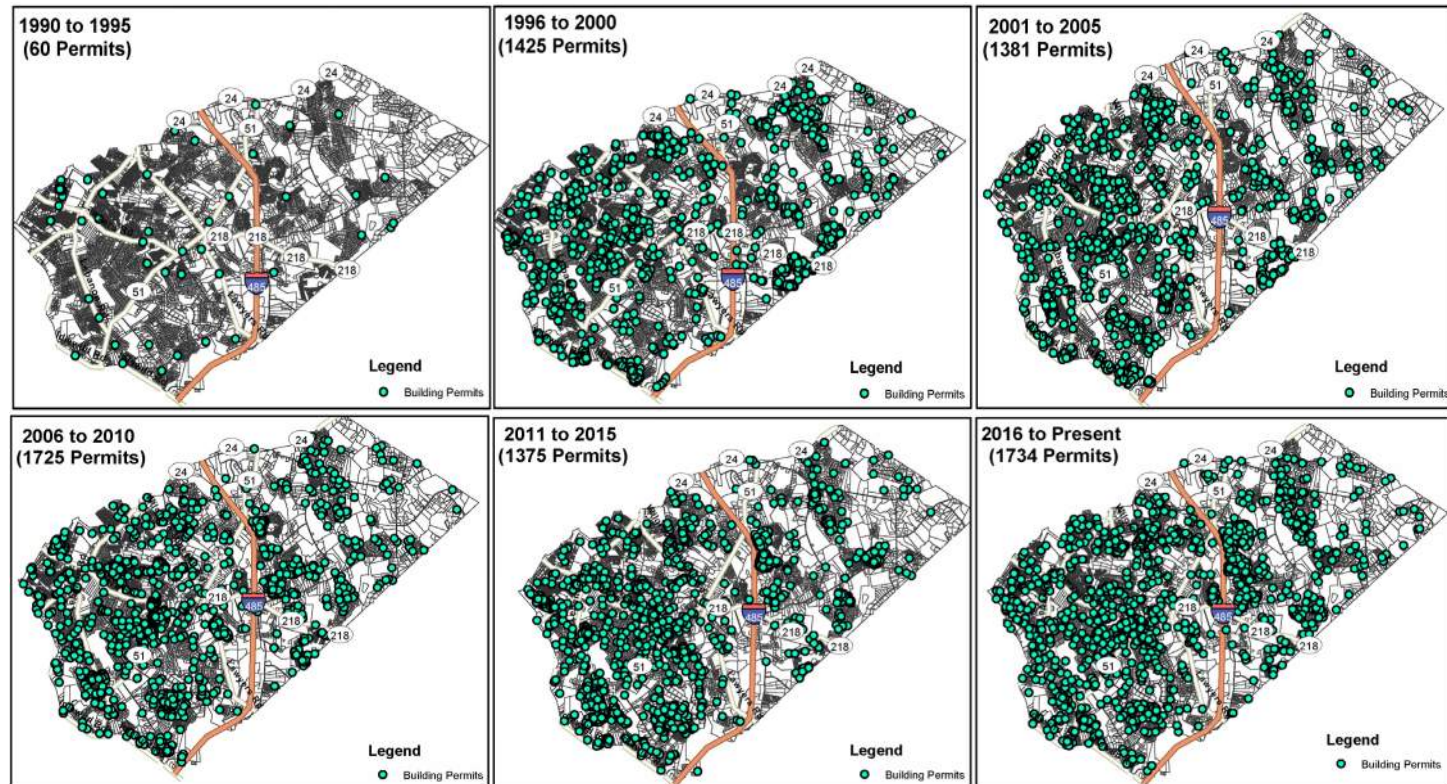 1990 to 1995
(60 Permits)
24
24
24
51
218
218
218
218
51
485
Legend
Building Permits
1996 to 2000
(1425 Permits)
24
24
24
51
218
218
218
218
51
485
Legend
Building Permits
2001 to 2005
(1381 Permits)
24
24
24
51
218
485
218
218
51
Legend
Building Permits
2006 to 2010
(1725 Permits)
24
24
24
51
218
485
218
218
51
Lawyers Rd
Legend
Building Permits
2011 to 2015
(1375 Permits)
24
24
24
51
218
485
218
218
51
Legend
Building Permits
2016 to Present
(1734 Permits)
24
24
24
51
218
485
218
218
51
Legend
Building Permits